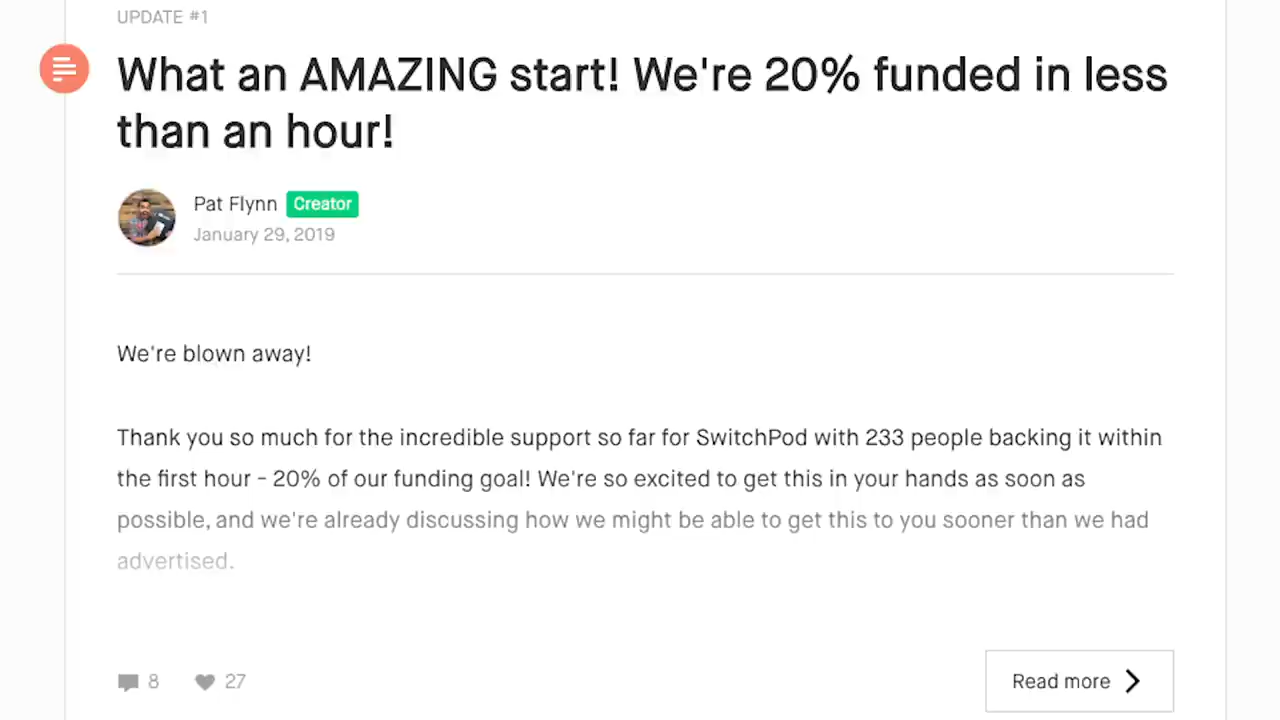 UPDATE #1
What an AMAZING start! We're 20% funded in less
than an hour!
Pat Flynn Creator
January 29, 2019
We're blown away!
Thank you so much for the incredible support so far for SwitchPod with 233 people backing it within
the first hour - 20% of our funding goal! We're so excited to get this in your hands as soon as
possible, and we're already discussing how we might be able to get this to you sooner than we had
advertised.
8 27
Read more